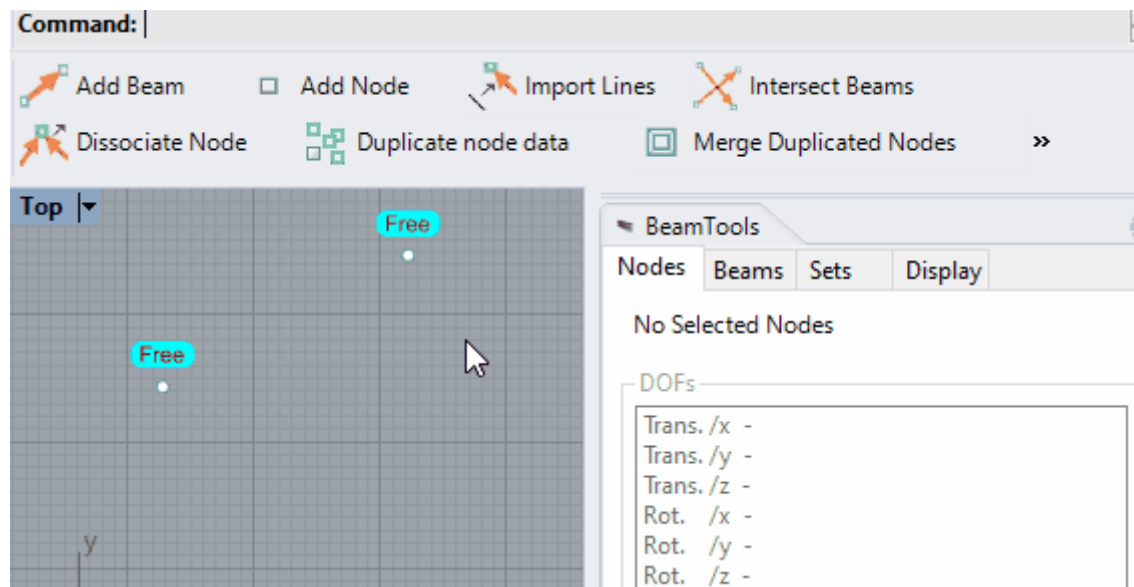 Command:
Add Beam Add Node Import Lines Intersect Beams
Dissociate Node Duplicate node data Merge Duplicated Nodes »
Top
Free
Free
y
BeamTools
Nodes Beams Sets Display
No Selected Nodes
DOFs
Trans. /x -
Trans. /y -
Trans. /z -
Rot. /x -
Rot. /y -
Rot. /z -